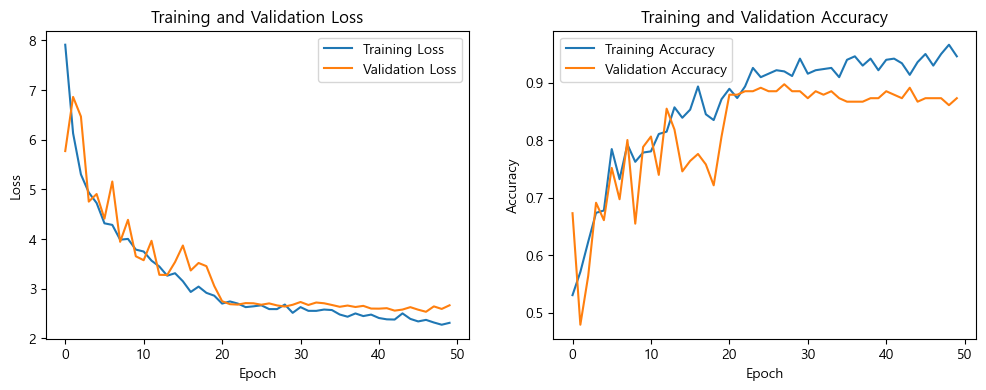 Training and Validation Loss
Training Loss
Validation Loss
Loss
8
7
6
5
4
3
2
0
10
20
30
40
50
Epoch
Training and Validation Accuracy
Training Accuracy
Validation Accuracy
Accuracy
0.9
0.8
0.7
0.6
0.5
0
10
20
30
40
50
Epoch